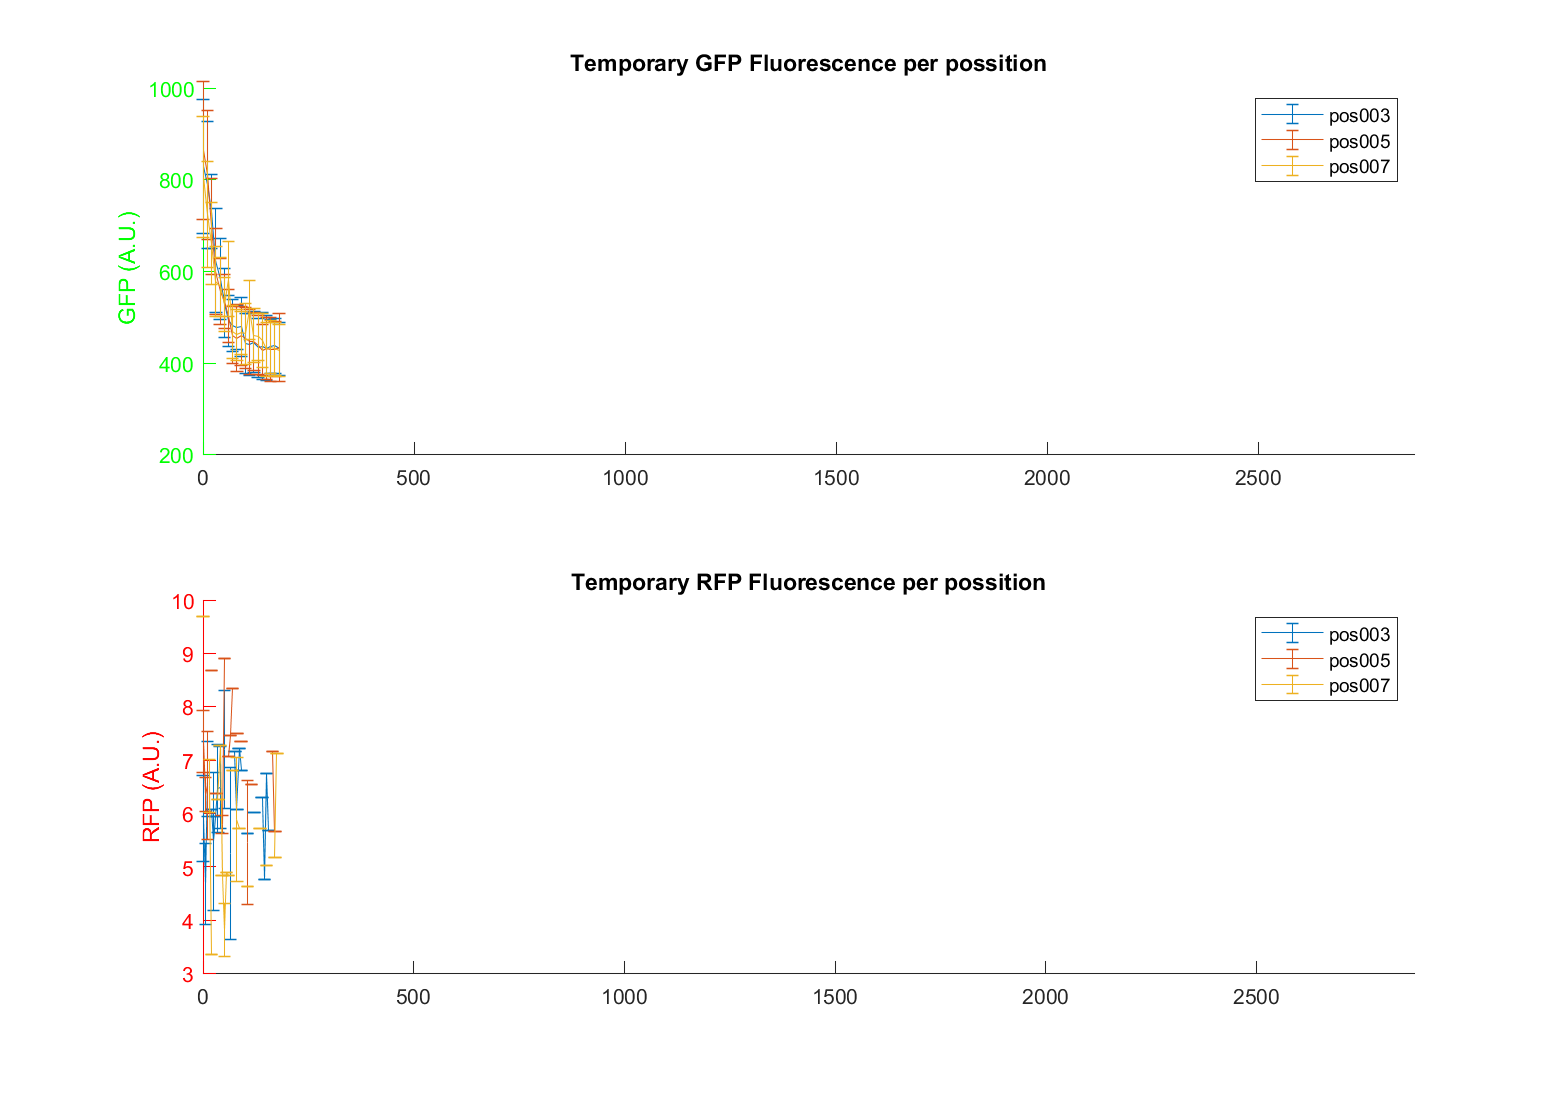 Temporary GFP Fluorescence per possition
1000
800
600
400
200
GFP (A.U.)
pos003
pos005
pos007
0 500 1000 1500 2000 2500
Temporary RFP Fluorescence per possition
10
9
8
7
6
5
4
3
RFP (A.U.)
pos003
pos005
pos007
0 500 1000 1500 2000 2500